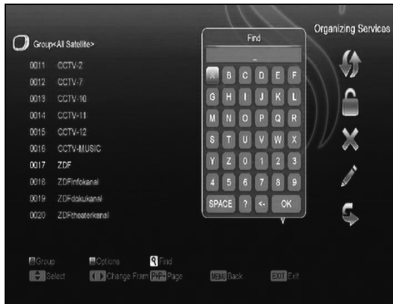 Organizing Services
Group<All Satellite>
0011 CCTV-2
0012 CCTV-7
0013 CCTV-10
0014 CCTV-11
0015 CCTV-12
0016 CCTV-MUSIC
0017 ZDF
0018 ZDFinfokanal
0019 ZDFdokukanal
0020 ZDFtheaterkanal
Find
_
A B C D E F
G H I J K L
M N O P Q R
S T U V W X
Y Z 0 1 2 3
4 5 6 7 8 9
SPACE ? <- OK
Group Options Find
Select Change Fram Page MENU Back EXIT Exit